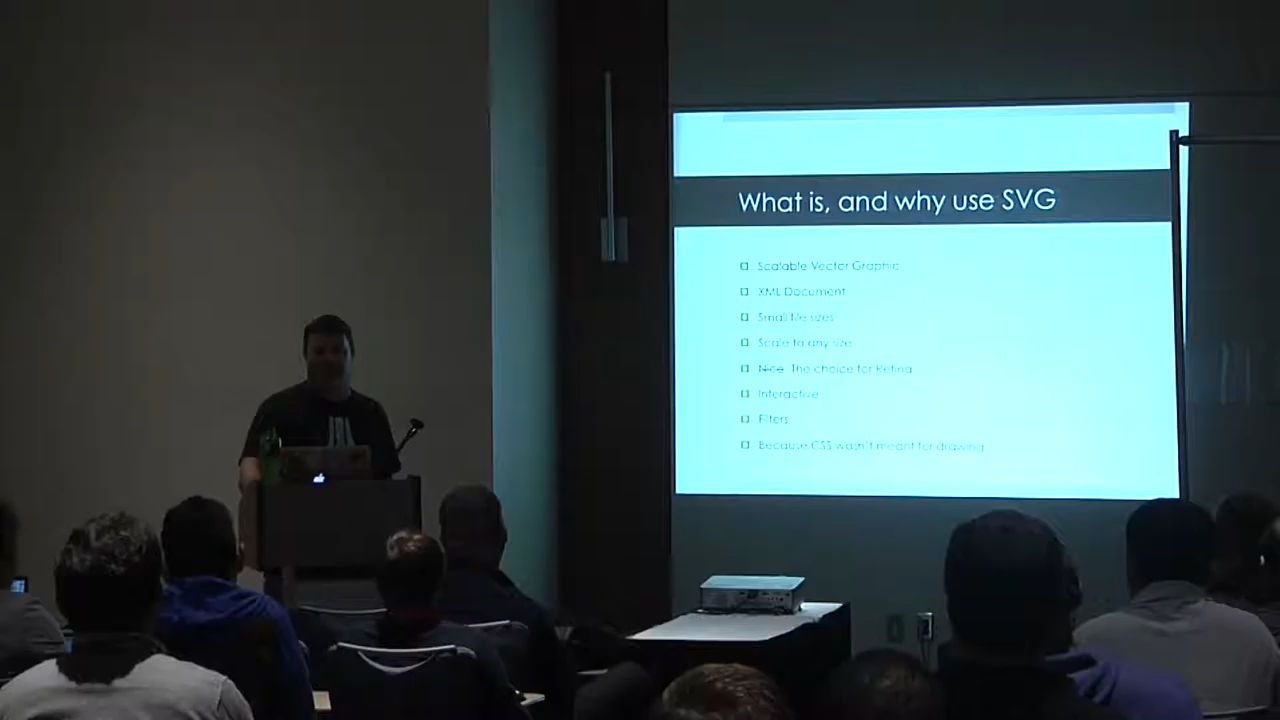 What is, and why use SVG
Scalable Vector Graphic
XML Document
Small file sizes
Scale to any size
Nice The choice for Retina
Interactive
Filters
Because CSS wasn't meant for drawing